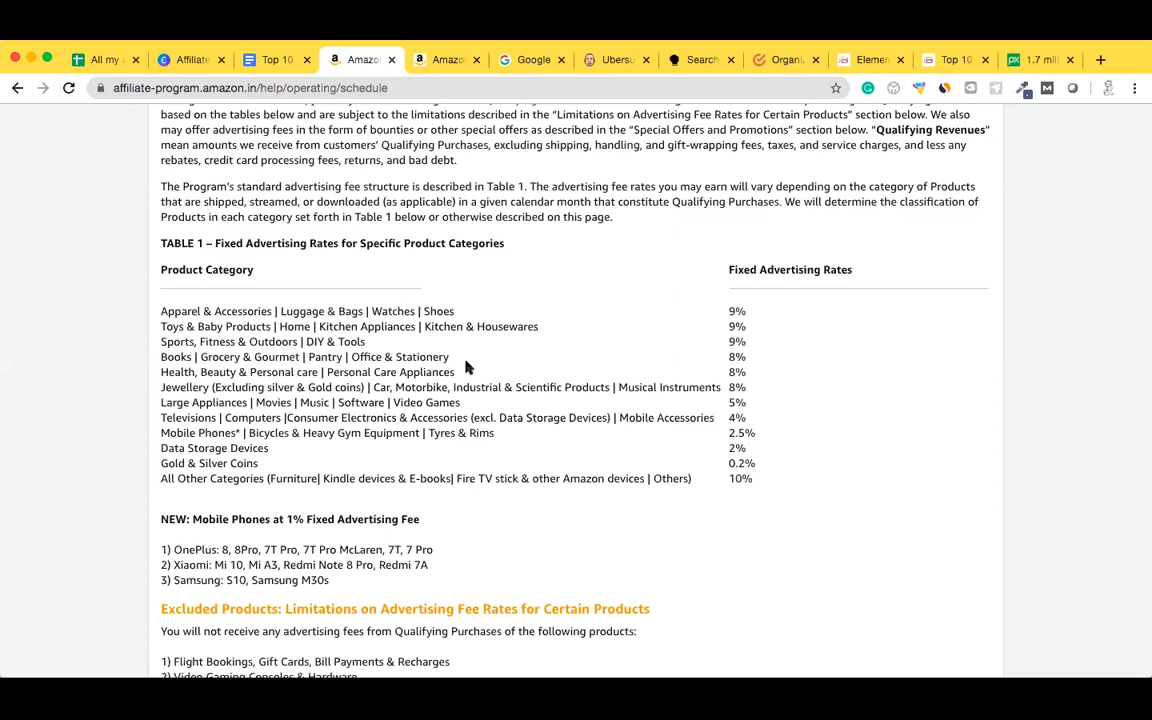 All my
Affiliate
Top 10
Amazo
Amazo
Google
Ubersu
Search
Organi
Elemen
Top 10
1.7 mil
affiliate-program.amazon.in/help/operating/schedule
based on the tables below and are subject to the limitations described in the “Limitations on Advertising Fee Rates for Certain Products” section below. We also
may offer advertising fees in the form of bounties or other special offers as described in the “Special Offers and Promotions” section below. “Qualifying Revenues”
mean amounts we receive from customers’ Qualifying Purchases, excluding shipping, handling, and gift-wrapping fees, taxes, and service charges, and less any
rebates, credit card processing fees, returns, and bad debt.
The Program’s standard advertising fee structure is described in Table 1. The advertising fee rates you may earn will vary depending on the category of Products
that are shipped, streamed, or downloaded (as applicable) in a given calendar month that constitute Qualifying Purchases. We will determine the classification of
Products in each category set forth in Table 1 below or otherwise described on this page.
TABLE 1 – Fixed Advertising Rates for Specific Product Categories
Product Category Fixed Advertising Rates
Apparel & Accessories | Luggage & Bags | Watches | Shoes 9%
Toys & Baby Products | Home | Kitchen Appliances | Kitchen & Housewares 9%
Sports, Fitness & Outdoors | DIY & Tools 9%
Books | Grocery & Gourmet | Pantry | Office & Stationery 8%
Health, Beauty & Personal care | Personal Care Appliances 8%
Jewellery (Excluding silver & Gold coins) | Car, Motorbike, Industrial & Scientific Products | Musical Instruments 8%
Large Appliances | Movies | Music | Software | Video Games 5%
Televisions | Computers |Consumer Electronics & Accessories (excl. Data Storage Devices) | Mobile Accessories 4%
Mobile Phones* | Bicycles & Heavy Gym Equipment | Tyres & Rims 2.5%
Data Storage Devices 2%
Gold & Silver Coins 0.2%
All Other Categories (Furniture| Kindle devices & E-books| Fire TV stick & other Amazon devices | Others) 10%
NEW: Mobile Phones at 1% Fixed Advertising Fee
1) OnePlus: 8, 8Pro, 7T Pro, 7T Pro McLaren, 7T, 7 Pro
2) Xiaomi: Mi 10, Mi A3, Redmi Note 8 Pro, Redmi 7A
3) Samsung: S10, Samsung M30s
Excluded Products: Limitations on Advertising Fee Rates for Certain Products
You will not receive any advertising fees from Qualifying Purchases of the following products:
1) Flight Bookings, Gift Cards, Bill Payments & Recharges
2) Video Gaming Consoles & Hardware